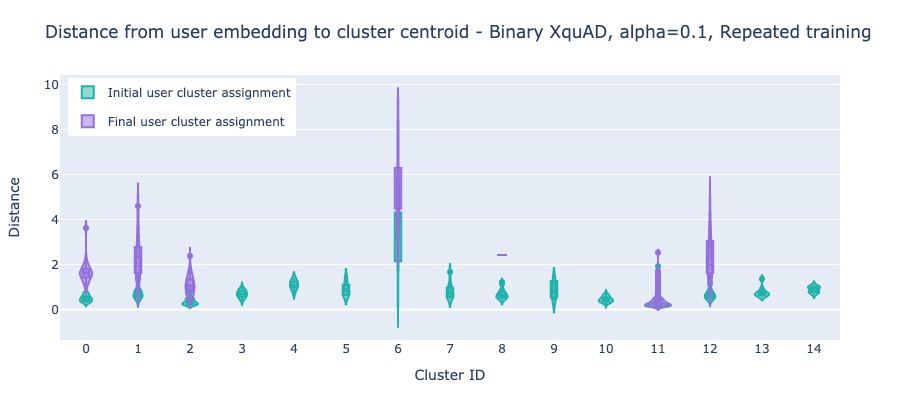 Distance from user embedding to cluster centroid - Binary XquAD, alpha=0.1, Repeated training
10
Initial user cluster assignment
Final user cluster assignment
8
6
4
2
0
Distance
0 1 2 3 4 5 6 7 8 9 10 11 12 13 14
Cluster ID